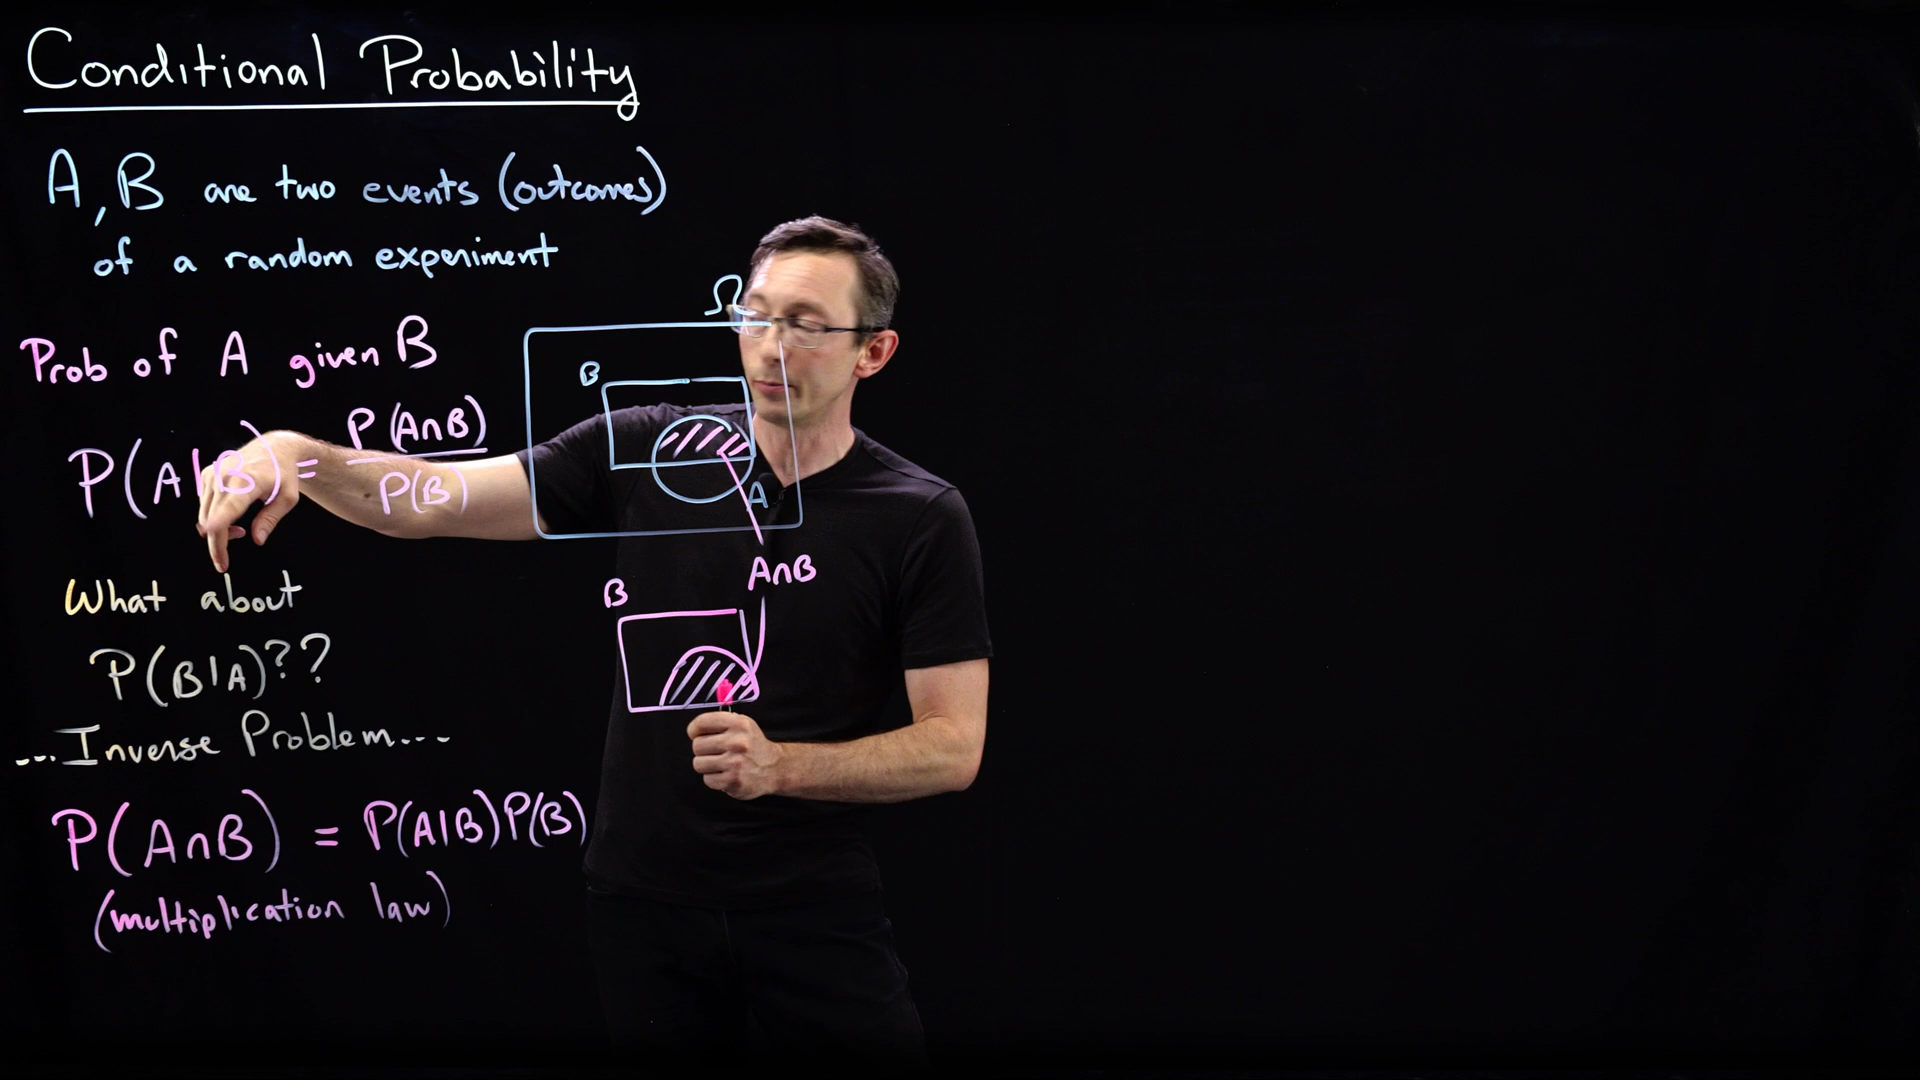 Conditional Probability
A, B are two events (outcomes)
of a random experiment
Prob of A given B
P(A|B) = P(A∩B) / P(B)
What about
P(B|A)??
...Inverse Problem...
P(A∩B) = P(A|B)P(B)
(multiplication law)
Ω
B
A
A∩B
B